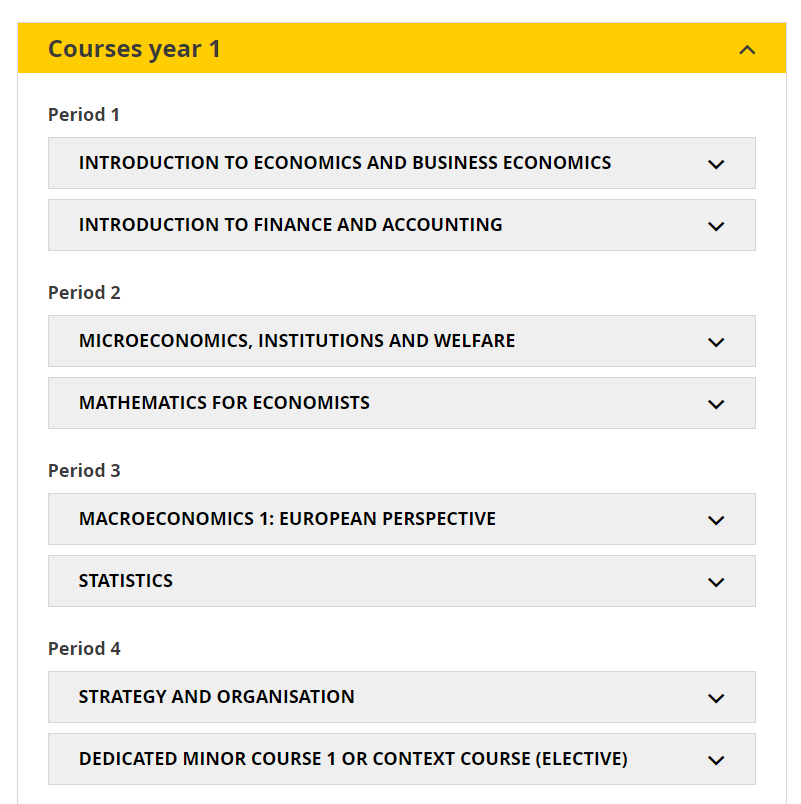 Courses year 1
Period 1
INTRODUCTION TO ECONOMICS AND BUSINESS ECONOMICS
INTRODUCTION TO FINANCE AND ACCOUNTING
Period 2
MICROECONOMICS, INSTITUTIONS AND WELFARE
MATHEMATICS FOR ECONOMISTS
Period 3
MACROECONOMICS 1: EUROPEAN PERSPECTIVE
STATISTICS
Period 4
STRATEGY AND ORGANISATION
DEDICATED MINOR COURSE 1 OR CONTEXT COURSE (ELECTIVE)